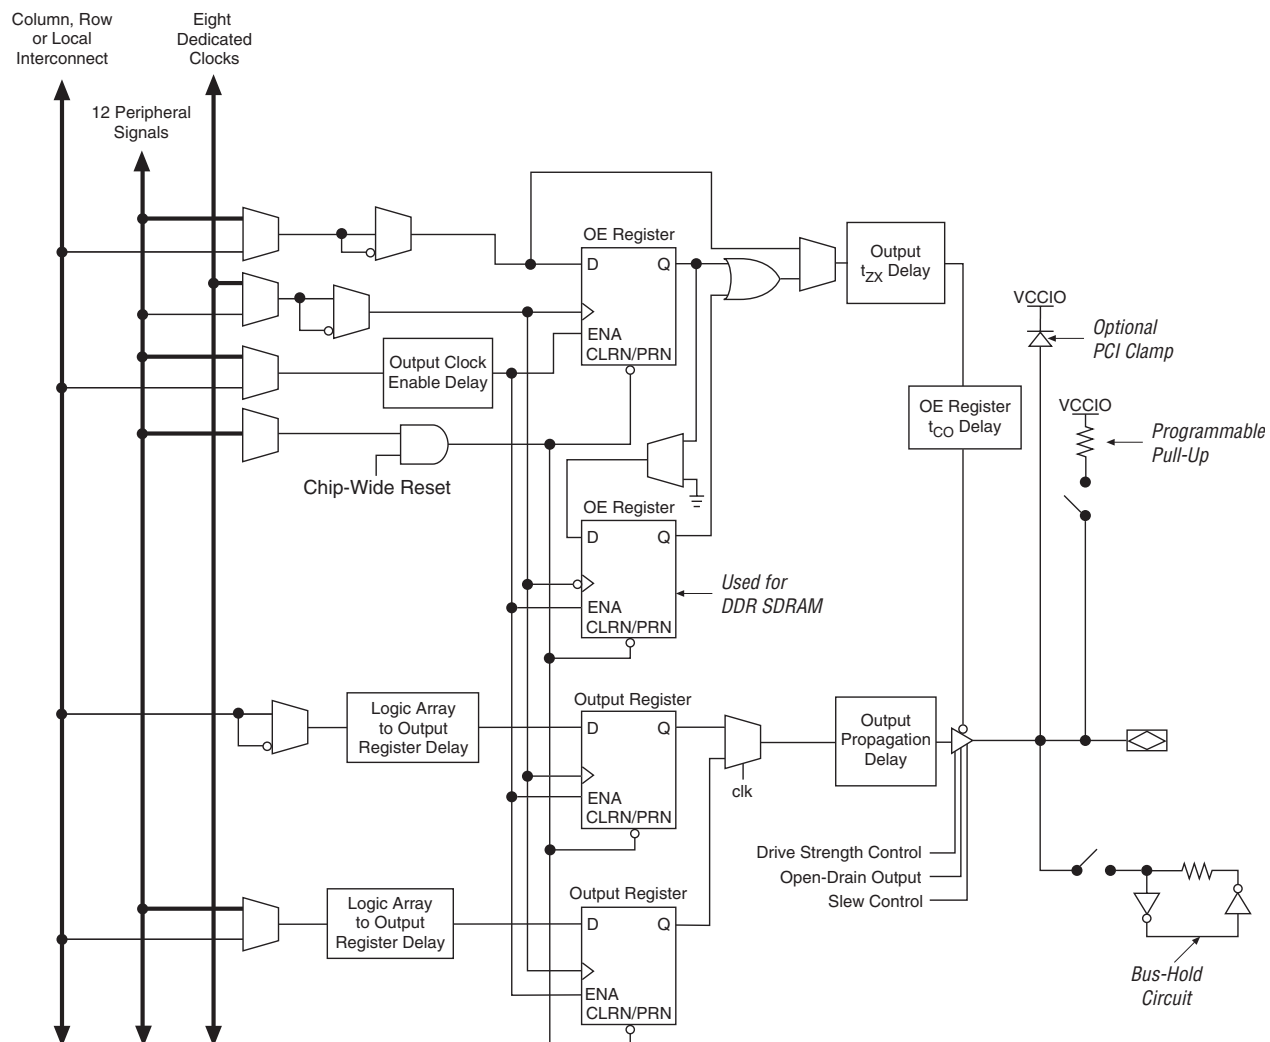 Column, Row
or Local
Interconnect
Eight
Dedicated
Clocks
12 Peripheral
Signals
OE Register
D
Q
ENA
CLRN/PRN
Output
tZX Delay
VCCIO
Optional
PCI Clamp
Output Clock
Enable Delay
OE Register
tCO Delay
VCCIO
Programmable
Pull-Up
Chip-Wide Reset
OE Register
D
Q
ENA
CLRN/PRN
Used for
DDR SDRAM
Logic Array
to Output
Register Delay
Output Register
D
Q
ENA
CLRN/PRN
clk
Output
Propagation
Delay
Drive Strength Control
Open-Drain Output
Slew Control
Logic Array
to Output
Register Delay
Output Register
D
Q
ENA
CLRN/PRN
Bus-Hold
Circuit